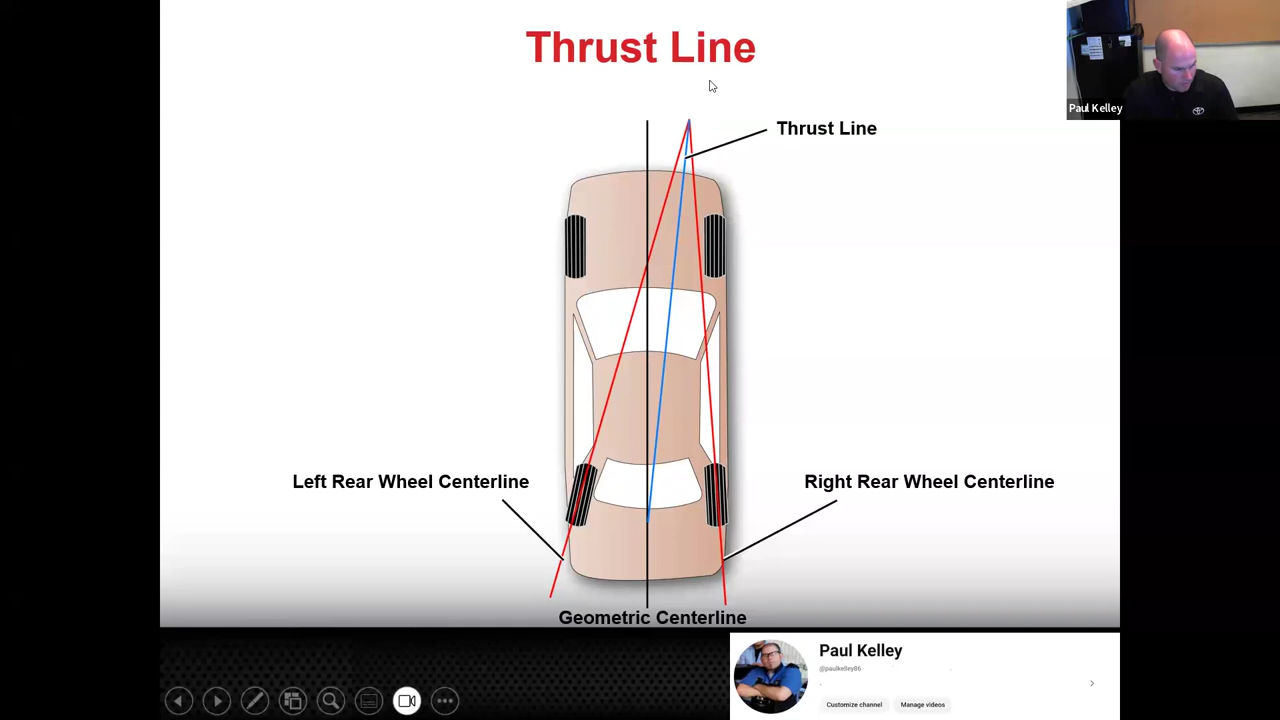 Thrust Line
Paul Kelley
Thrust Line
Left Rear Wheel Centerline
Right Rear Wheel Centerline
Geometric Centerline
Paul Kelley
@paulkelley86
Customize channel
Manage videos